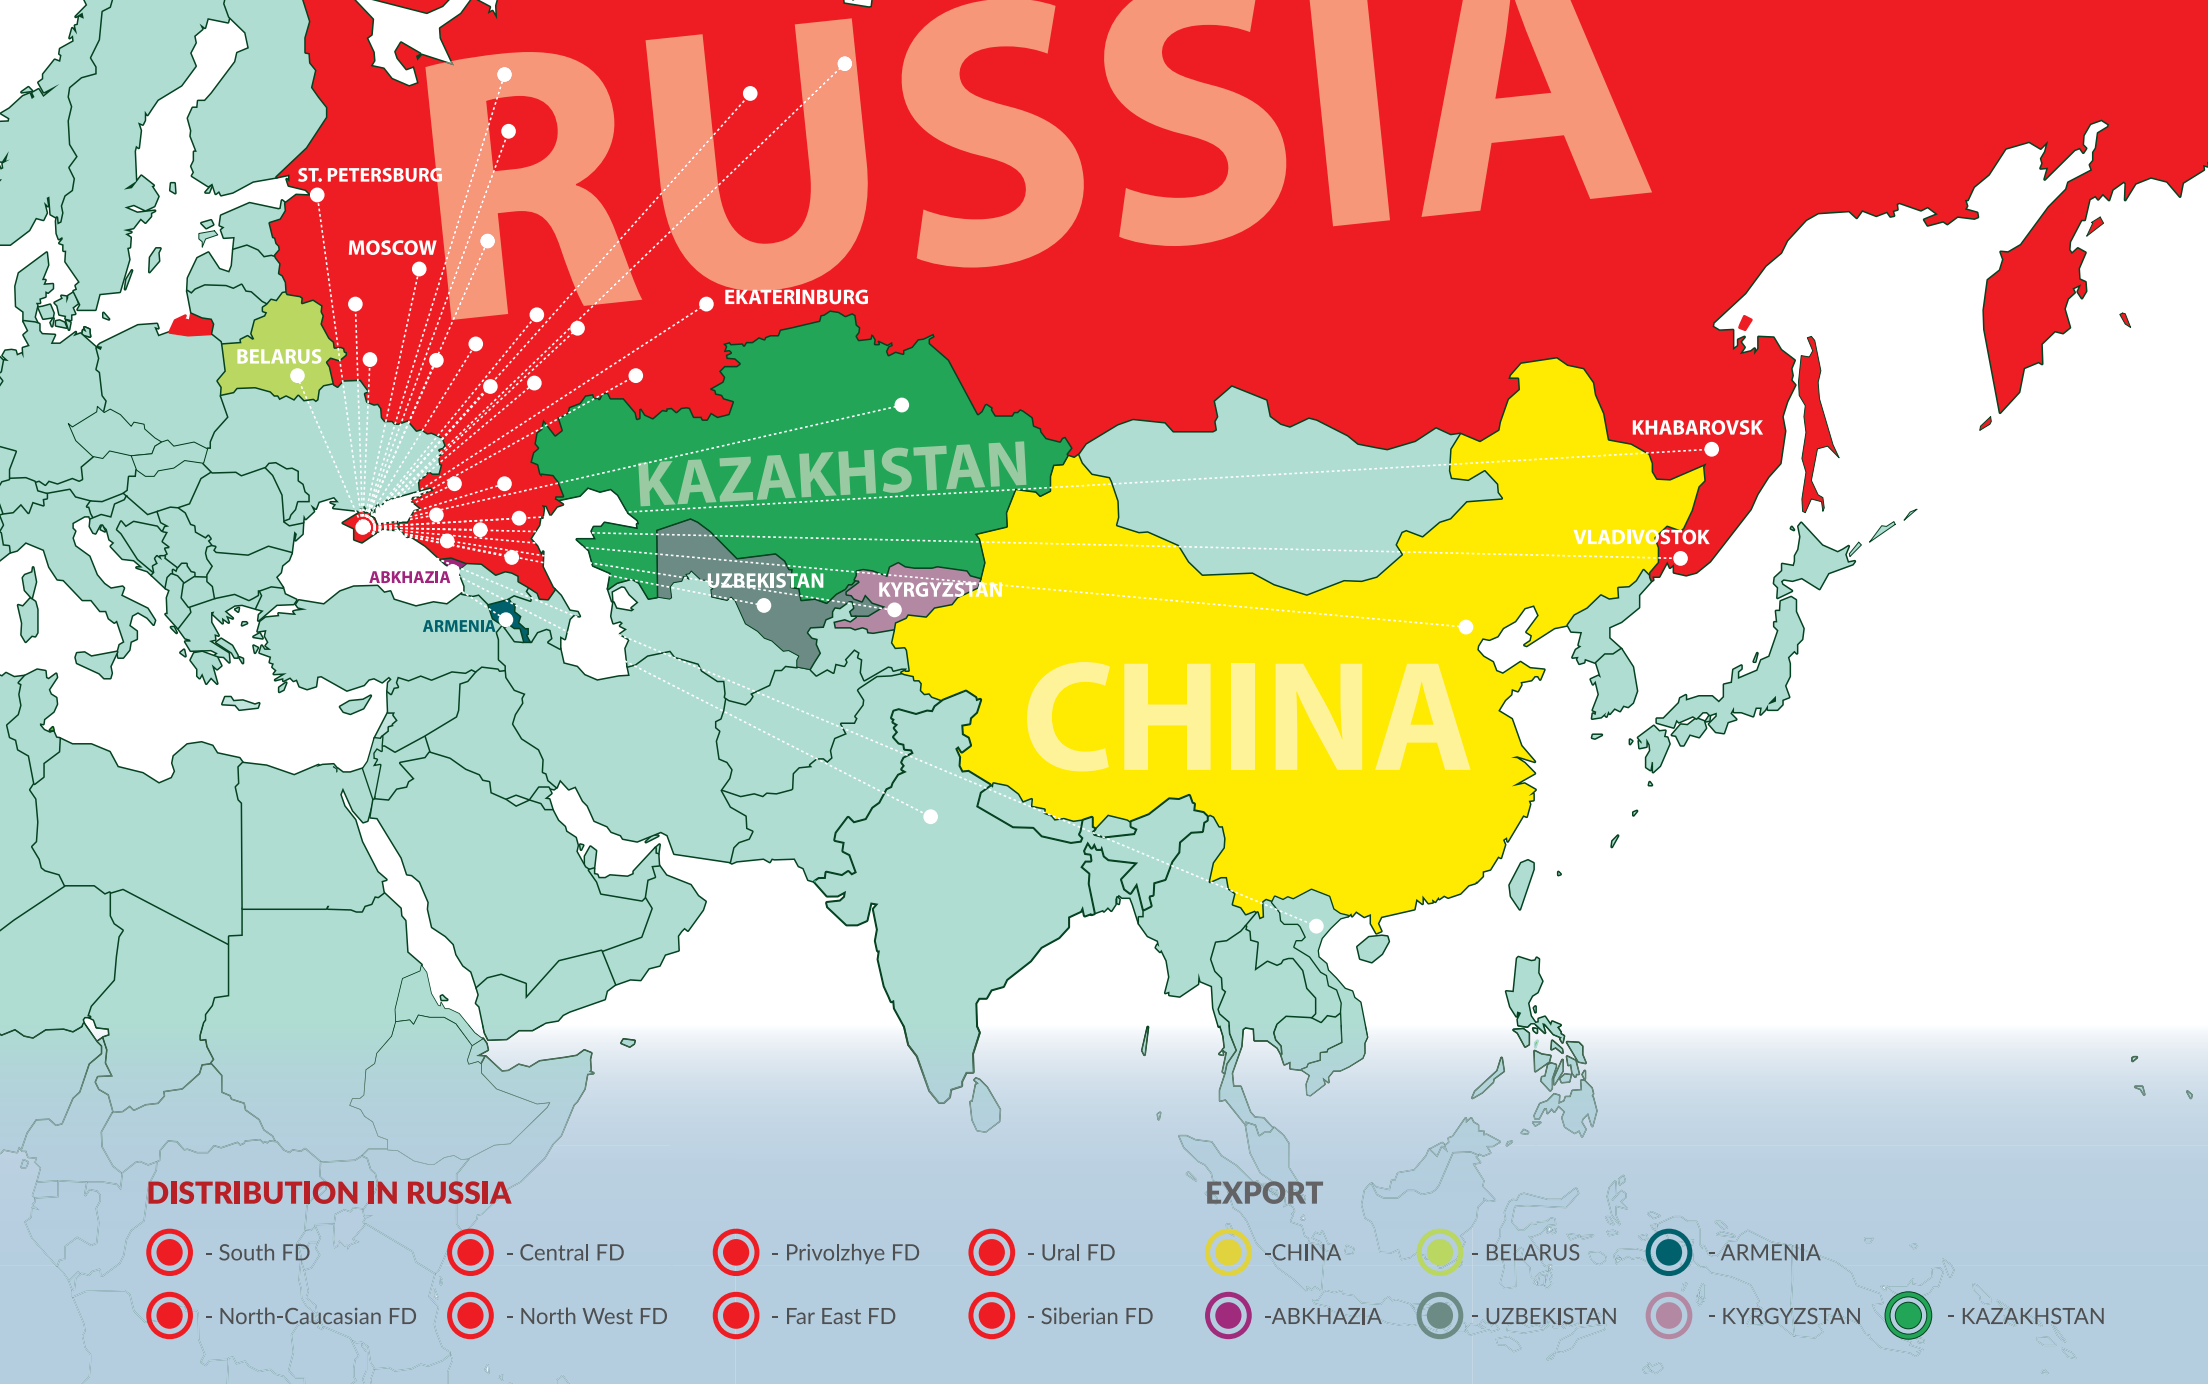 RUSSIA
ST. PETERSBURG
MOSCOW
EKATERINBURG
BELARUS
KHABAROVSK
KAZAKHSTAN
VLADIVOSTOK
ABKHAZIA
UZBEKISTAN
KYRGYZSTAN
ARMENIA
CHINA
DISTRIBUTION IN RUSSIA
- South FD
- Central FD
- Privolzhye FD
- Ural FD
- North-Caucasian FD
- North West FD
- Far East FD
- Siberian FD
EXPORT
-CHINA
- BELARUS
- ARMENIA
-ABKHAZIA
- UZBEKISTAN
- KYRGYZSTAN
- KAZAKHSTAN